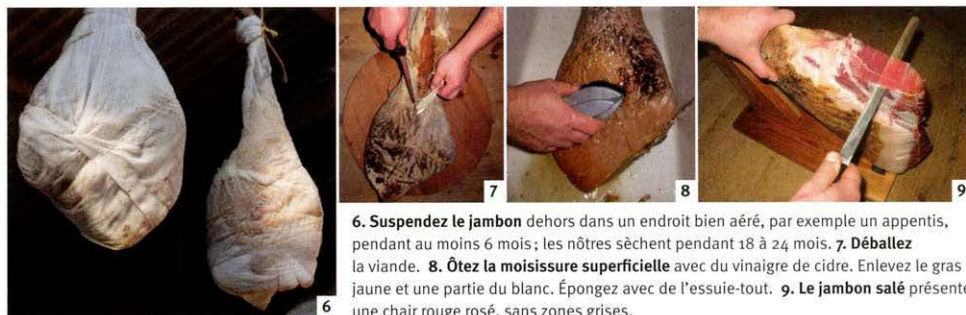 6
7
8
9
6. Suspendez le jambon dehors dans un endroit bien aéré, par exemple un appentis,
pendant au moins 6 mois ; les nôtres sèchent pendant 18 à 24 mois. 7. Déballez
la viande. 8. Ôtez la moisissure superficielle avec du vinaigre de cidre. Enlevez le gras
jaune et une partie du blanc. Épongez avec de l'essuie-tout. 9. Le jambon salé présente
une chair rouge rosé, sans zones grises.